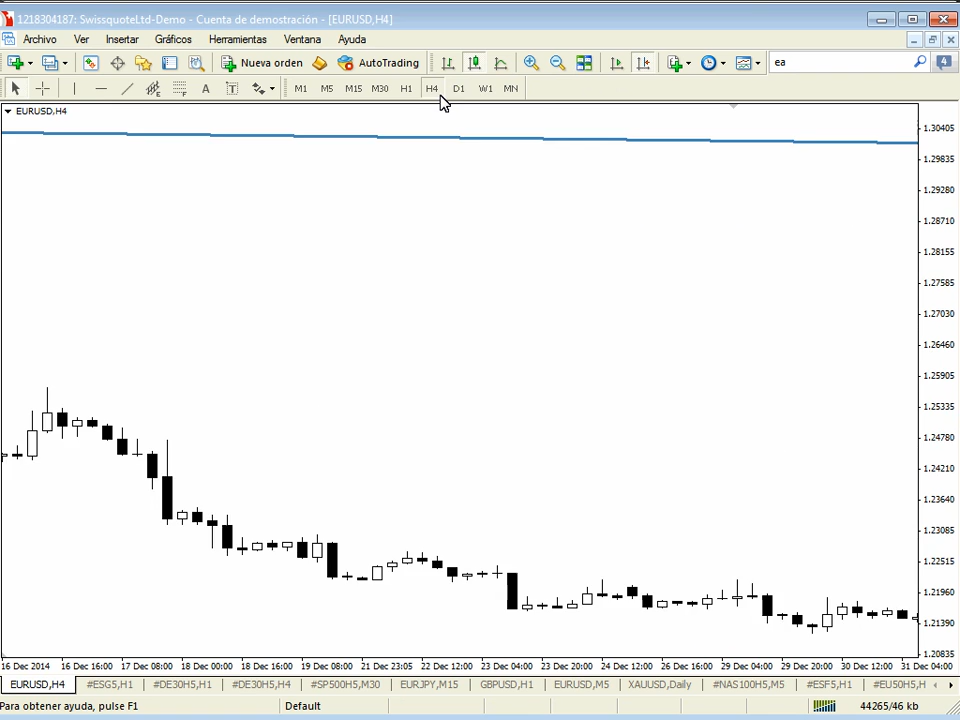 1218304187: SwissquoteLtd-Demo - Cuenta de demostración - [EURUSD,H4]
Archivo Ver Insertar Gráficos Herramientas Ventana Ayuda
Nueva orden AutoTrading ea 4
A T M1 M5 M15 M30 H1 H4 D1 W1 MN
EURUSD,H4
1.30405
1.29835
1.29280
1.28710
1.28155
1.27585
1.27030
1.26460
1.25905
1.25335
1.24780
1.24210
1.23640
1.23085
1.22515
1.21960
1.21390
1.20835
16 Dec 2014 16 Dec 16:00 17 Dec 08:00 18 Dec 00:00 18 Dec 16:00 19 Dec 08:00 21 Dec 23:05 22 Dec 12:00 23 Dec 04:00 23 Dec 20:00 24 Dec 12:00 26 Dec 16:00 29 Dec 04:00 29 Dec 20:00 30 Dec 12:00 31 Dec 04:00
EURUSD,H4 #ESG5,H1 #DE30H5,H1 #DE30H5,H4 #SP500H5,M30 EURJPY,M15 GBPUSD,H1 EURUSD,M5 XAUUSD,Daily #NAS100H5,M5 #ESF5,H1 #EU50H5,H
Para obtener ayuda, pulse F1 Default 44265/46 kb